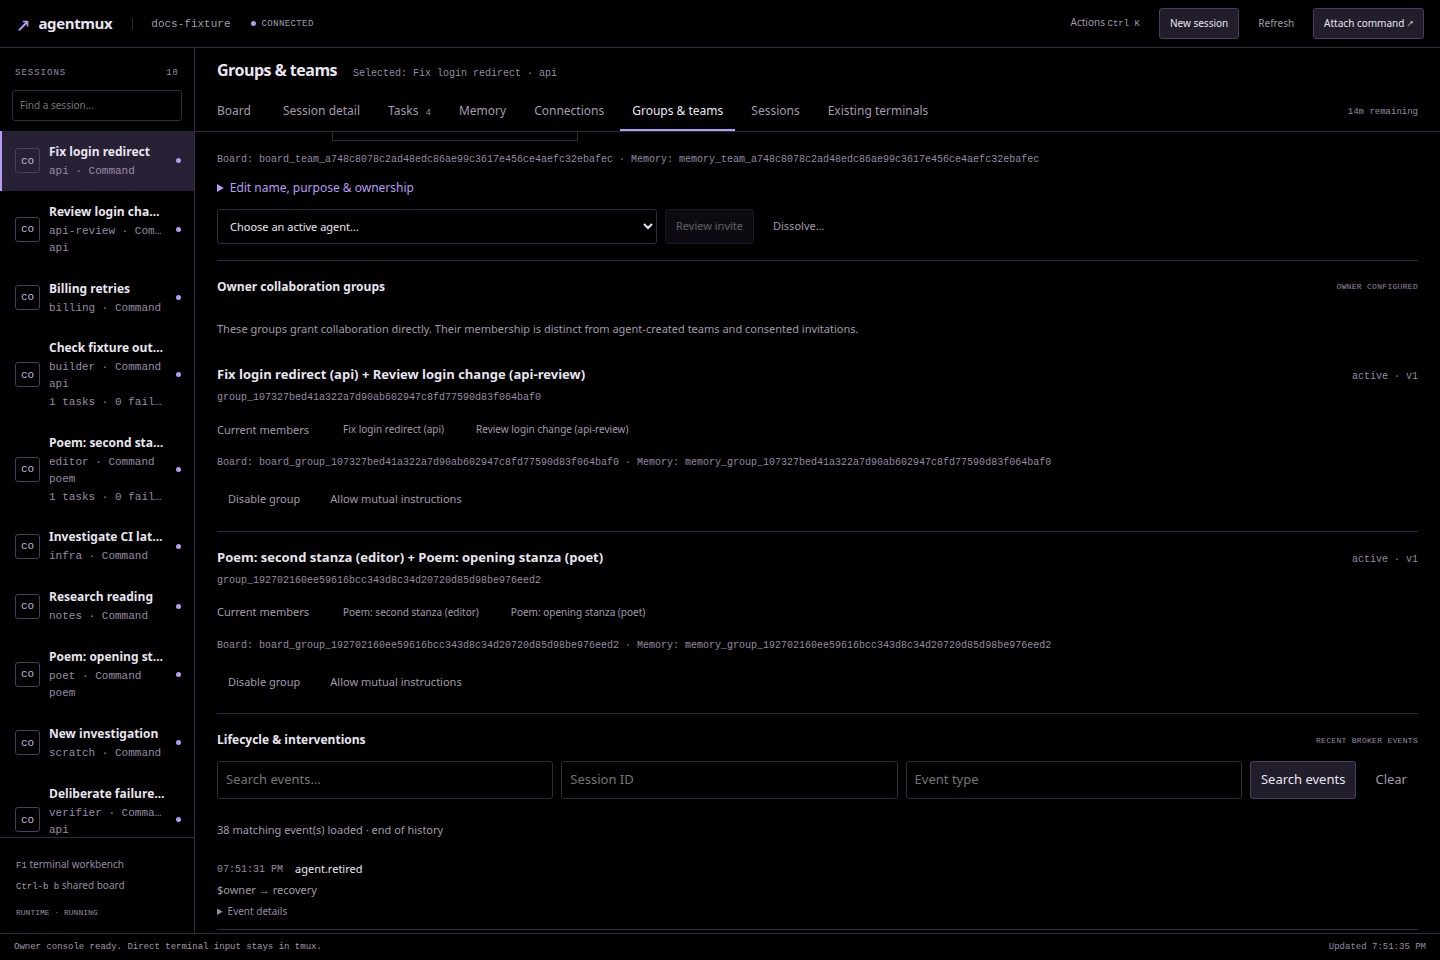 agentmux
docs-fixture
CONNECTED
Actions Ctrl K
New session
Refresh
Attach command ↗
SESSIONS 10
Find a session...
CO
Fix login redirect
api · Command
CO
Review login cha…
api-review · Com…
api
CO
Billing retries
billing · Command
CO
Check fixture out…
builder · Command
api
1 tasks · 0 fail…
CO
Poem: second sta…
editor · Command
poem
1 tasks · 0 fail…
CO
Investigate CI lat…
infra · Command
CO
Research reading
notes · Command
CO
Poem: opening st…
poet · Command
poem
CO
New investigation
scratch · Command
CO
Deliberate failure…
verifier · Comma…
api
F1 terminal workbench
Ctrl-b b shared board
RUNTIME · RUNNING
Groups & teams
Selected: Fix login redirect · api
Board
Session detail
Tasks 4
Memory
Connections
Groups & teams
Sessions
Existing terminals
14m remaining
Board: board_team_a748c8078c2ad48edc86ae99c3617e456ce4aefc32ebafec · Memory: memory_team_a748c8078c2ad48edc86ae99c3617e456ce4aefc32ebafec
▶ Edit name, purpose & ownership
Choose an active agent...
Review invite
Dissolve...
Owner collaboration groups
OWNER CONFIGURED
These groups grant collaboration directly. Their membership is distinct from agent-created teams and consented invitations.
Fix login redirect (api) + Review login change (api-review)
active · v1
group_107327bed41a322a7d90ab602947c8fd77590d83f064baf0
Current members
Fix login redirect (api)
Review login change (api-review)
Board: board_group_107327bed41a322a7d90ab602947c8fd77590d83f064baf0 · Memory: memory_group_107327bed41a322a7d90ab602947c8fd77590d83f064baf0
Disable group
Allow mutual instructions
Poem: second stanza (editor) + Poem: opening stanza (poet)
active · v1
group_192702160ee59616bcc343d8c34d20720d85d98be976eed2
Current members
Poem: second stanza (editor)
Poem: opening stanza (poet)
Board: board_group_192702160ee59616bcc343d8c34d20720d85d98be976eed2 · Memory: memory_group_192702160ee59616bcc343d8c34d20720d85d98be976eed2
Disable group
Allow mutual instructions
Lifecycle & interventions
RECENT BROKER EVENTS
Search events...
Session ID
Event type
Search events
Clear
38 matching event(s) loaded · end of history
07:51:31 PM agent.retired
$owner → recovery
▶ Event details
Owner console ready. Direct terminal input stays in tmux.
Updated 7:51:35 PM